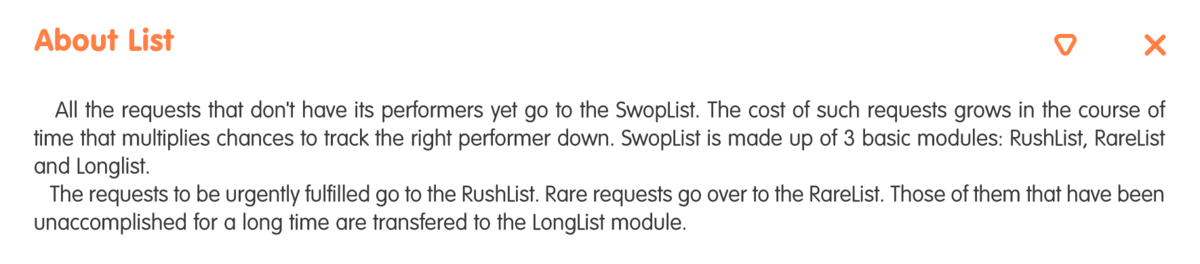 About List
All the requests that don't have its performers yet go to the SwopList. The cost of such requests grows in the course of
time that multiplies chances to track the right performer down. SwopList is made up of 3 basic modules: RushList, RareList
and Longlist.
The requests to be urgently fulfilled go to the RushList. Rare requests go over to the RareList. Those of them that have been
unaccomplished for a long time are transfered to the LongList module.